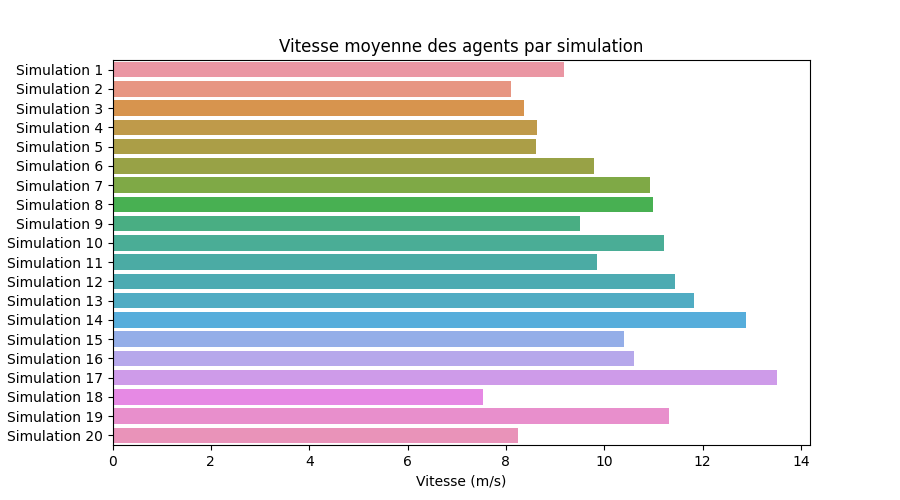 Vitesse moyenne des agents par simulation
Simulation 1
Simulation 2
Simulation 3
Simulation 4
Simulation 5
Simulation 6
Simulation 7
Simulation 8
Simulation 9
Simulation 10
Simulation 11
Simulation 12
Simulation 13
Simulation 14
Simulation 15
Simulation 16
Simulation 17
Simulation 18
Simulation 19
Simulation 20
0 2 4 6 8 10 12 14
Vitesse (m/s)